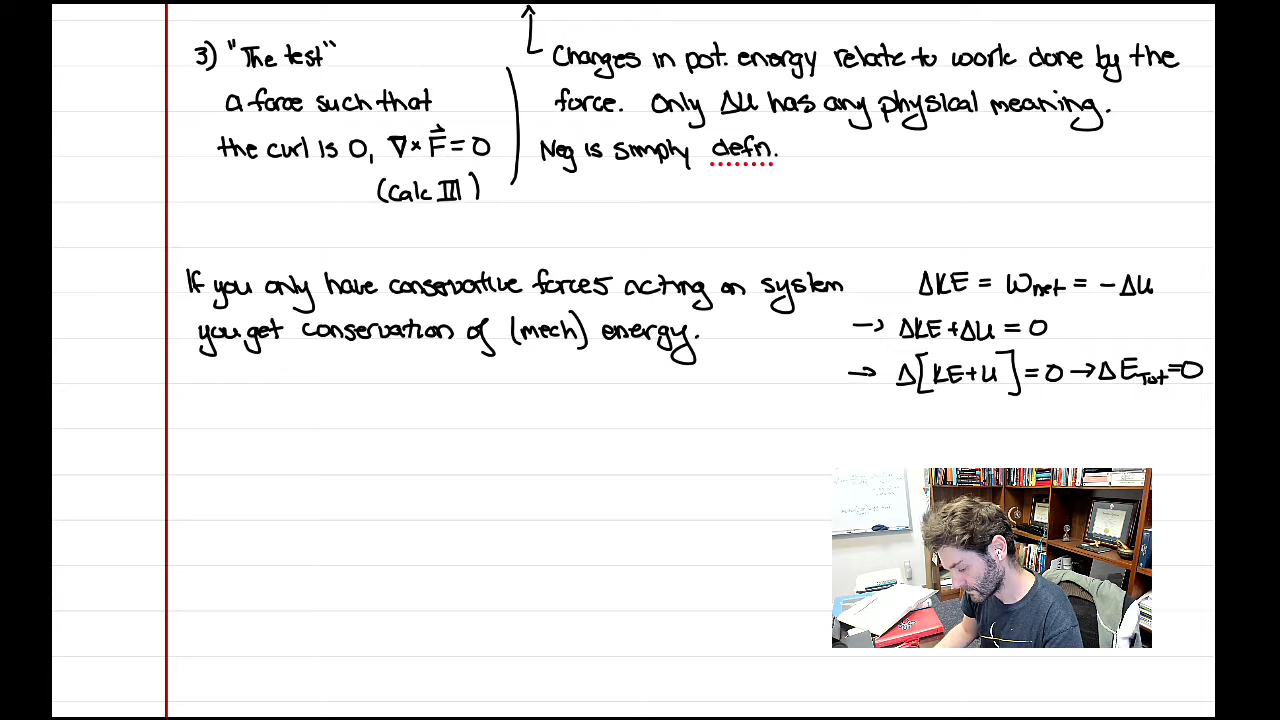 3) "The test"
a force such that
the curl is 0, ∇ × F⃗ = 0
(Calc III)
Changes in pot. energy relate to work done by the
force. Only ΔU has any physical meaning.
Neg is simply defn.
If you only have conservative forces acting on system
you get conservation of (mech) energy.
ΔKE = Wnet = -ΔU
→ ΔKE + ΔU = 0
→ Δ[KE+U] = 0 → ΔETot = 0